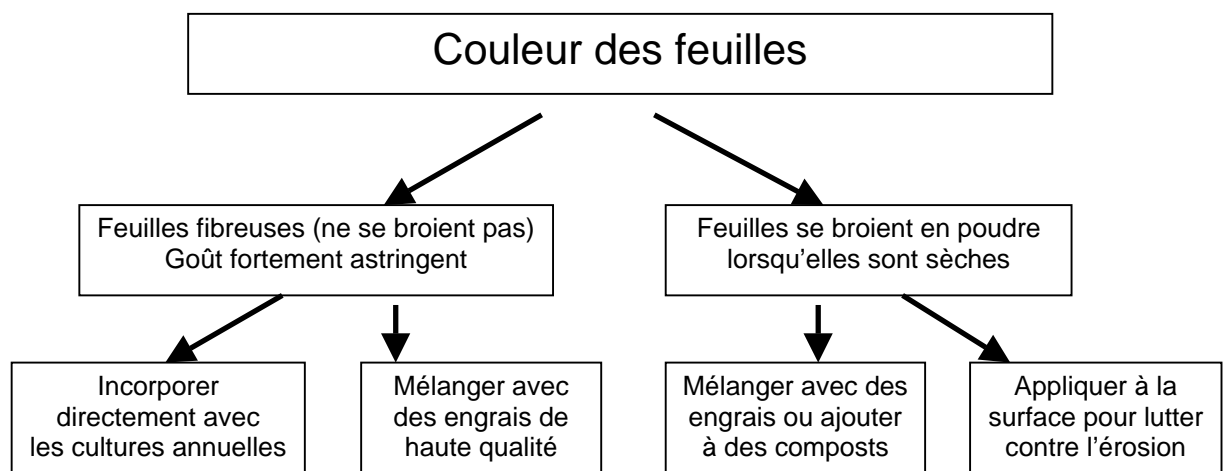 Couleur des feuilles
Feuilles fibreuses (ne se broient pas)
Goût fortement astringent
Feuilles se broient en poudre
lorsqu’elles sont sèches
Incorporer
directement avec
les cultures annuelles
Mélanger avec
des engrais de
haute qualité
Mélanger avec des
engrais ou ajouter
à des composts
Appliquer à la
surface pour lutter
contre l’érosion